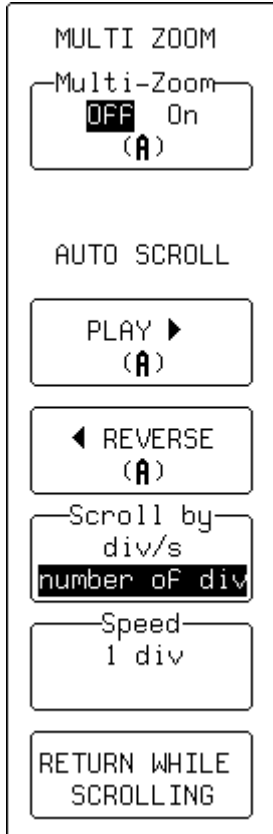 MULTI ZOOM
Multi-Zoom
OFF On
(A)
AUTO SCROLL
PLAY ▶
(A)
◀ REVERSE
(A)
Scroll by
div/s
number of div
Speed
1 div
RETURN WHILE
SCROLLING